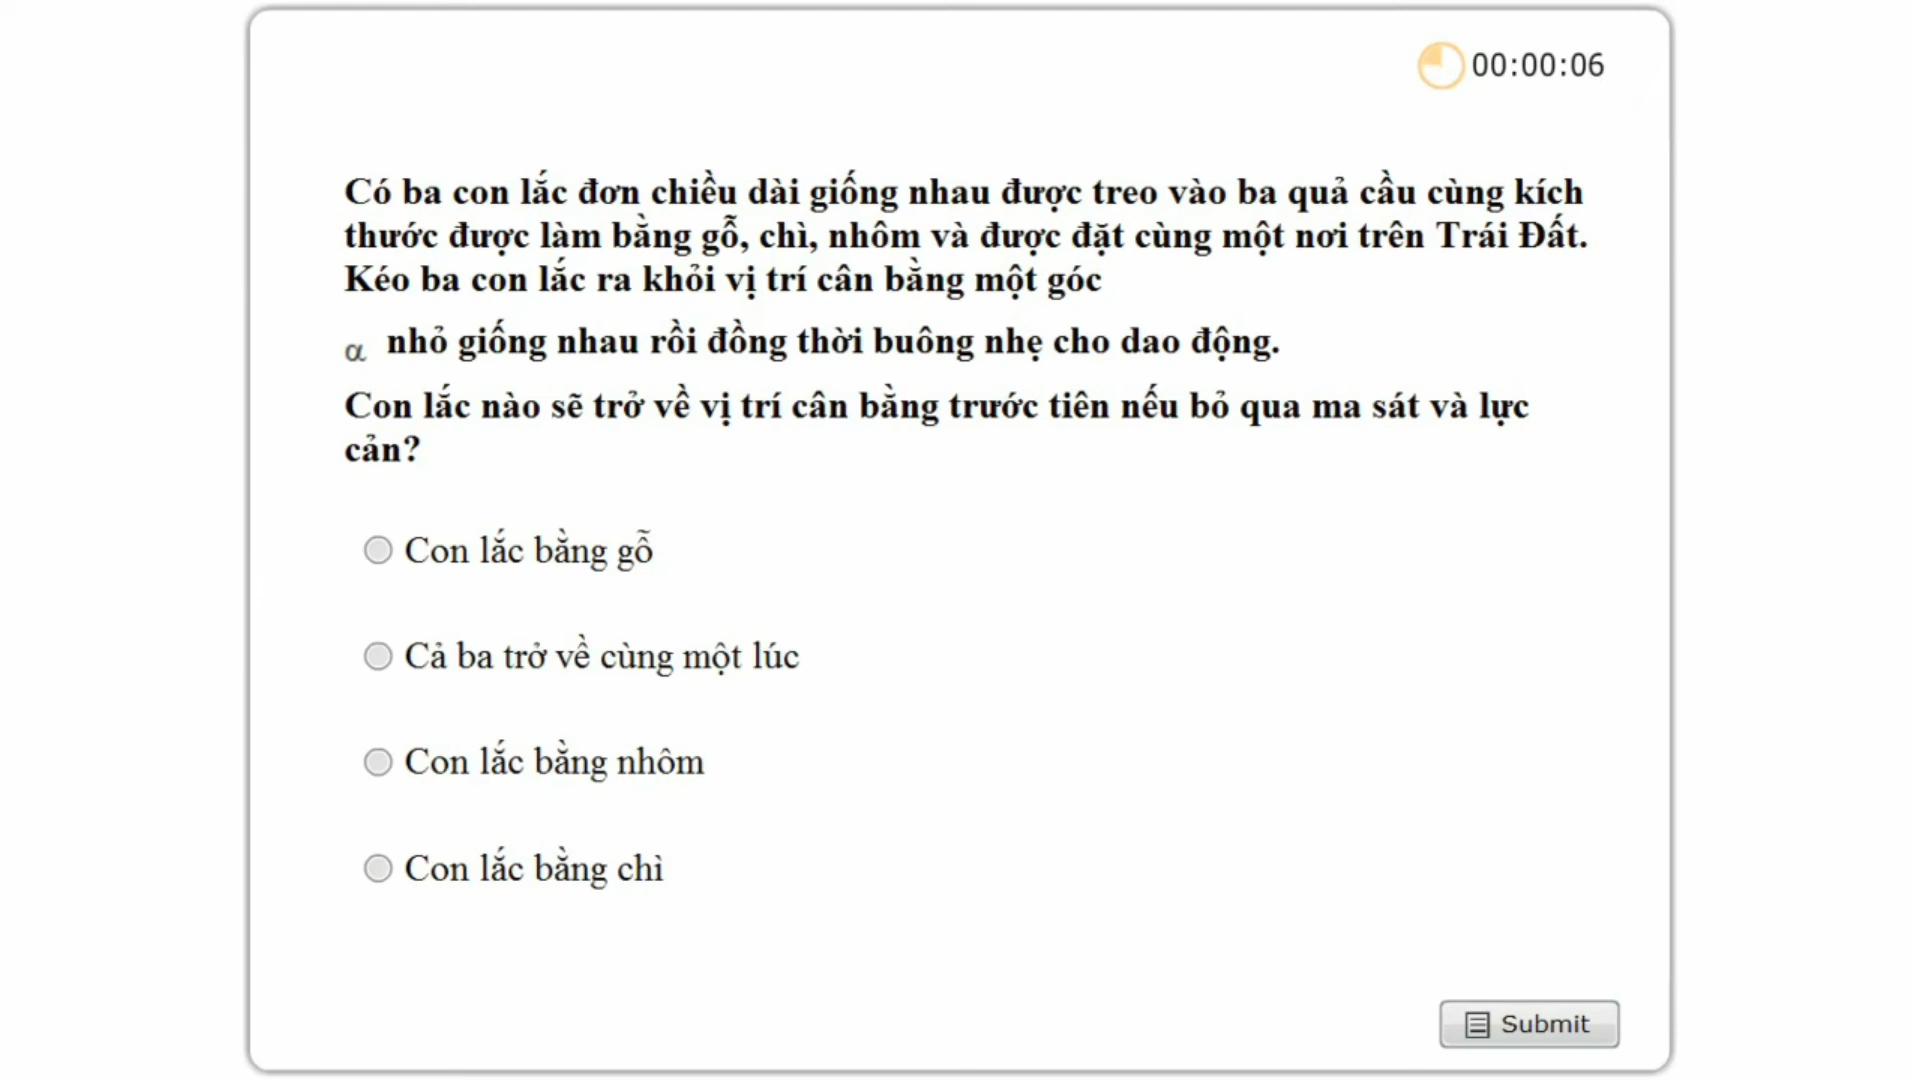 00:00:06
Có ba con lắc đơn chiều dài giống nhau được treo vào ba quả cầu cùng kích
thước được làm bằng gỗ, chì, nhôm và được đặt cùng một nơi trên Trái Đất.
Kéo ba con lắc ra khỏi vị trí cân bằng một góc
α nhỏ giống nhau rồi đồng thời buông nhẹ cho dao động.
Con lắc nào sẽ trở về vị trí cân bằng trước tiên nếu bỏ qua ma sát và lực
cản?
Con lắc bằng gỗ
Cả ba trở về cùng một lúc
Con lắc bằng nhôm
Con lắc bằng chì
Submit